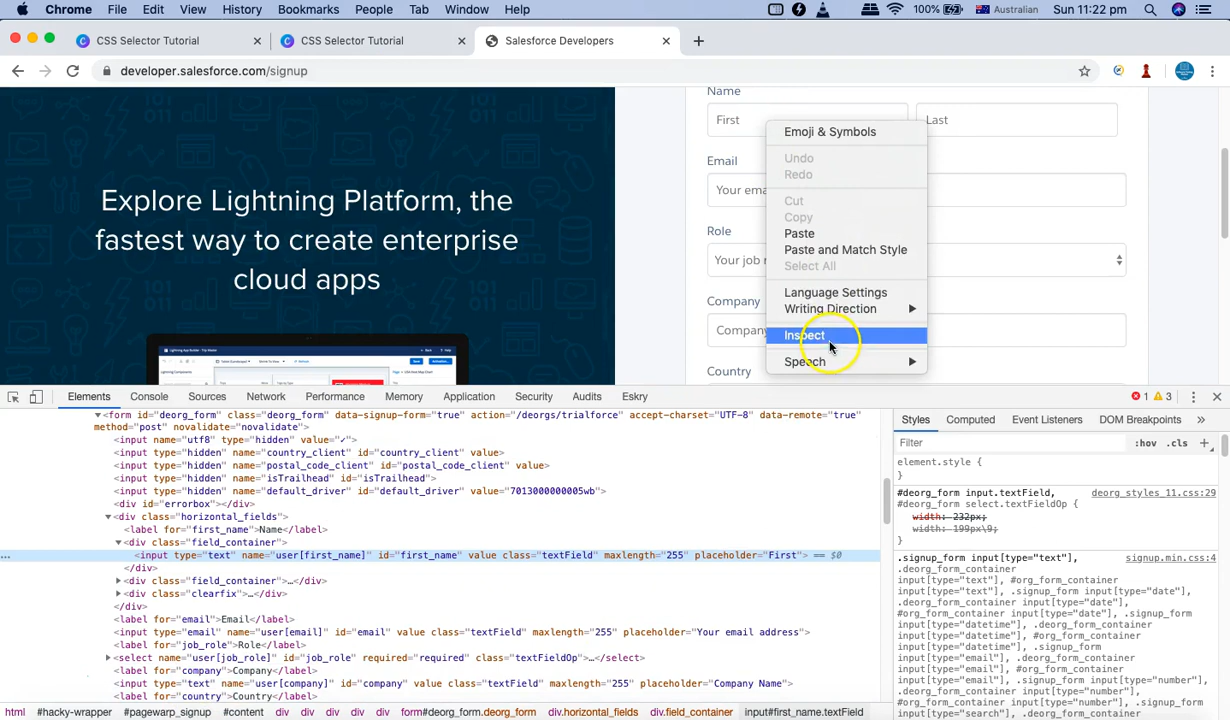 Chrome File Edit View History Bookmarks People Tab Window Help 100% Australian Sun 11:22 pm
CSS Selector Tutorial × CSS Selector Tutorial × Salesforce Developers × +
developer.salesforce.com/signup
Name
First Last
Email
Your ema
Role
Your job r
Company
Company
Country
Explore Lightning Platform, the
fastest way to create enterprise
cloud apps
Emoji & Symbols
Undo
Redo
Cut
Copy
Paste
Paste and Match Style
Select All
Language Settings
Writing Direction
Inspect
Speech
Elements Console Sources Network Performance Memory Application Security Audits Eskry 1 3
<form id="deorg_form" class="deorg_form" data-signup-form="true" action="/deorgs/trialforce" accept-charset="UTF-8" data-remote="true"
method="post" novalidate="novalidate">
<input name="utf8" type="hidden" value="✓">
<input type="hidden" name="country_client" id="country_client" value>
<input type="hidden" name="postal_code_client" id="postal_code_client" value>
<input type="hidden" name="isTrailhead" id="isTrailhead">
<input type="hidden" name="default_driver" id="default_driver" value="7013000000005wb">
<div id="errorbox"></div>
<div class="horizontal_fields">
<label for="first_name">Name</label>
<div class="field_container">
<input type="text" name="user[first_name]" id="first_name" value class="textField" maxlength="255" placeholder="First"> == $0
</div>
<div class="field_container">…</div>
<div class="clearfix">…</div>
</div>
<label for="email">Email</label>
<input type="email" name="user[email]" id="email" value class="textField" maxlength="255" placeholder="Your email address">
<label for="job_role">Role</label>
<select name="user[job_role]" id="job_role" required="required" class="textFieldOp">…</select>
<label for="company">Company</label>
<input type="text" name="user[company]" id="company" value class="textField" maxlength="255" placeholder="Company Name">
<label for="country">Country</label>
html #hacky-wrapper #pagewarp_signup #content div div div div form#deorg_form.deorg_form div.horizontal_fields div.field_container input#first_name.textField
Styles Computed Event Listeners DOM Breakpoints »
Filter :hov .cls +
element.style {
}
#deorg_form input.textField, deorg_styles_11.css:29
#deorg_form select.textFieldOp {
width: 232px;
width: 199px\9;
}
.signup_form input[type="text"], signup.min.css:4
.deorg_form_container
input[type="text"], #org_form_container
input[type="text"], .signup_form
input[type="date"], .deorg_form_container
input[type="date"], #org_form_container
input[type="date"], .signup_form
input[type="datetime"], .deorg_form_container
input[type="datetime"], #org_form_container
input[type="datetime"], .signup_form
input[type="email"], .deorg_form_container
input[type="email"], #org_form_container
input[type="email"], .signup_form
input[type="number"], .deorg_form_container
input[type="number"], #org_form_container
input[type="number"], .signup_form
input[type="search"], .deorg_form_container